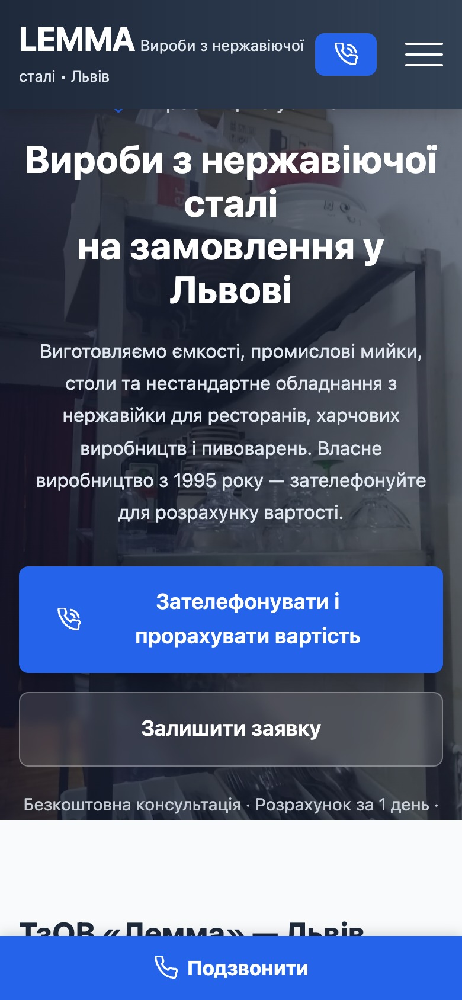 LEMMA Вироби з нержавіючої
сталі • Львів
Вироби з нержавіючої
сталі
на замовлення у
Львові
Виготовляємо ємкості, промислові мийки,
столи та нестандартне обладнання з
нержавійки для ресторанів, харчових
виробництв і пивоварень. Власне
виробництво з 1995 року — зателефонуйте
для розрахунку вартості.
Зателефонувати і
прорахувати вартість
Залишити заявку
Безкоштовна консультація · Розрахунок за 1 день ·
ТзОВ «Лемма» — Львів
Подзвонити